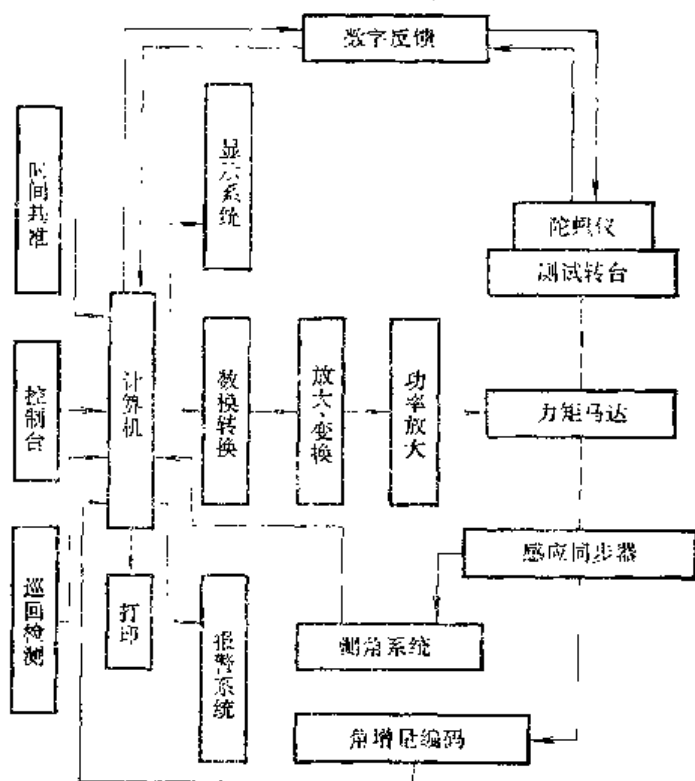 数字反馈
时间基准
显示系统
陀螺仪
测试转台
控制台
计算机
数模转换
放大·变换
功率放大
力矩马达
感应同步器
巡回检测
打印
报警系统
测角系统
角增量编码